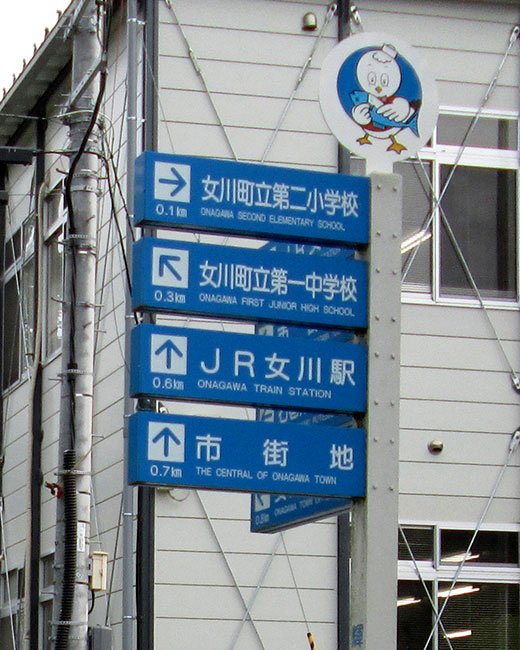 女川町立第二小学校
0.1km ONAGAWA SECOND ELEMENTARY SCHOOL
女川町立第一中学校
0.3km ONAGAWA FIRST JUNIOR HIGH SCHOOL
JR女川駅
0.6km ONAGAWA TRAIN STATION
市街地
0.7km THE CENTRAL OF ONAGAWA TOWN